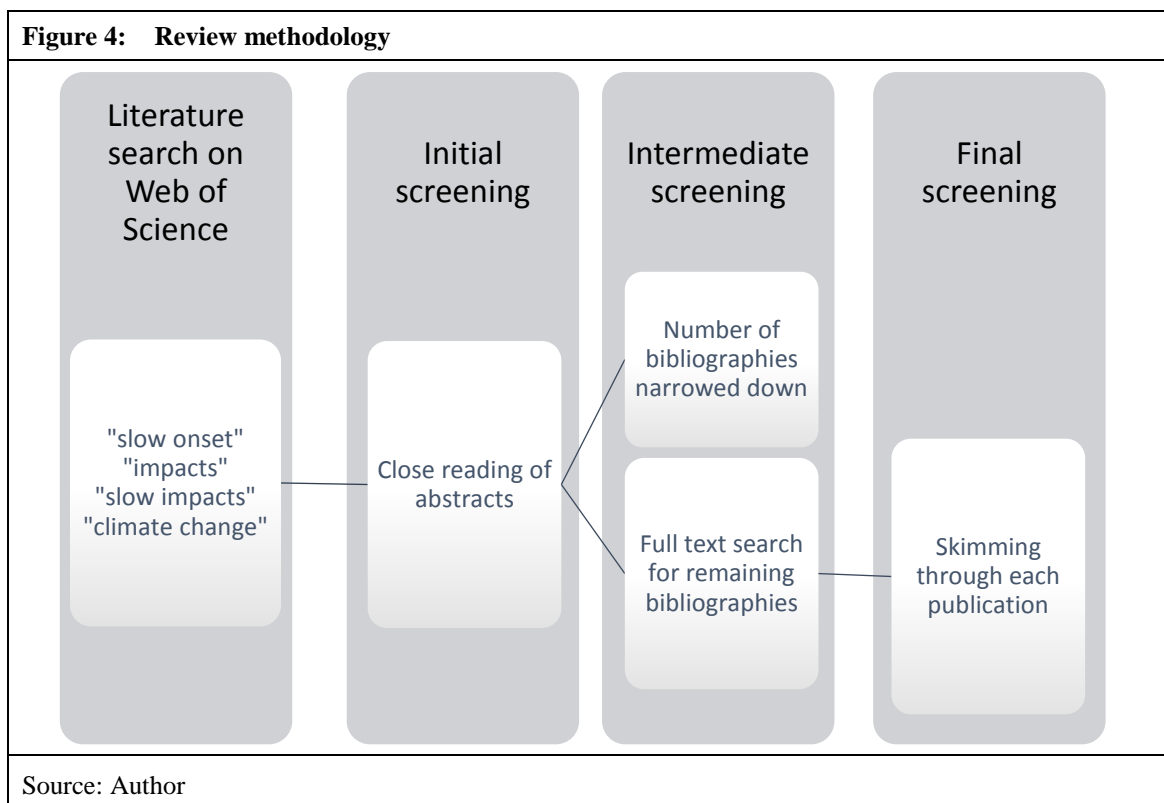 Figure 4: Review methodology
Literature
search on
Web of
Science
"slow onset"
"impacts"
"slow impacts"
"climate change"
Initial
screening
Close reading of
abstracts
Intermediate
screening
Number of
bibliographies
narrowed down
Full text search
for remaining
bibliographies
Final
screening
Skimming
through each
publication
Source: Author